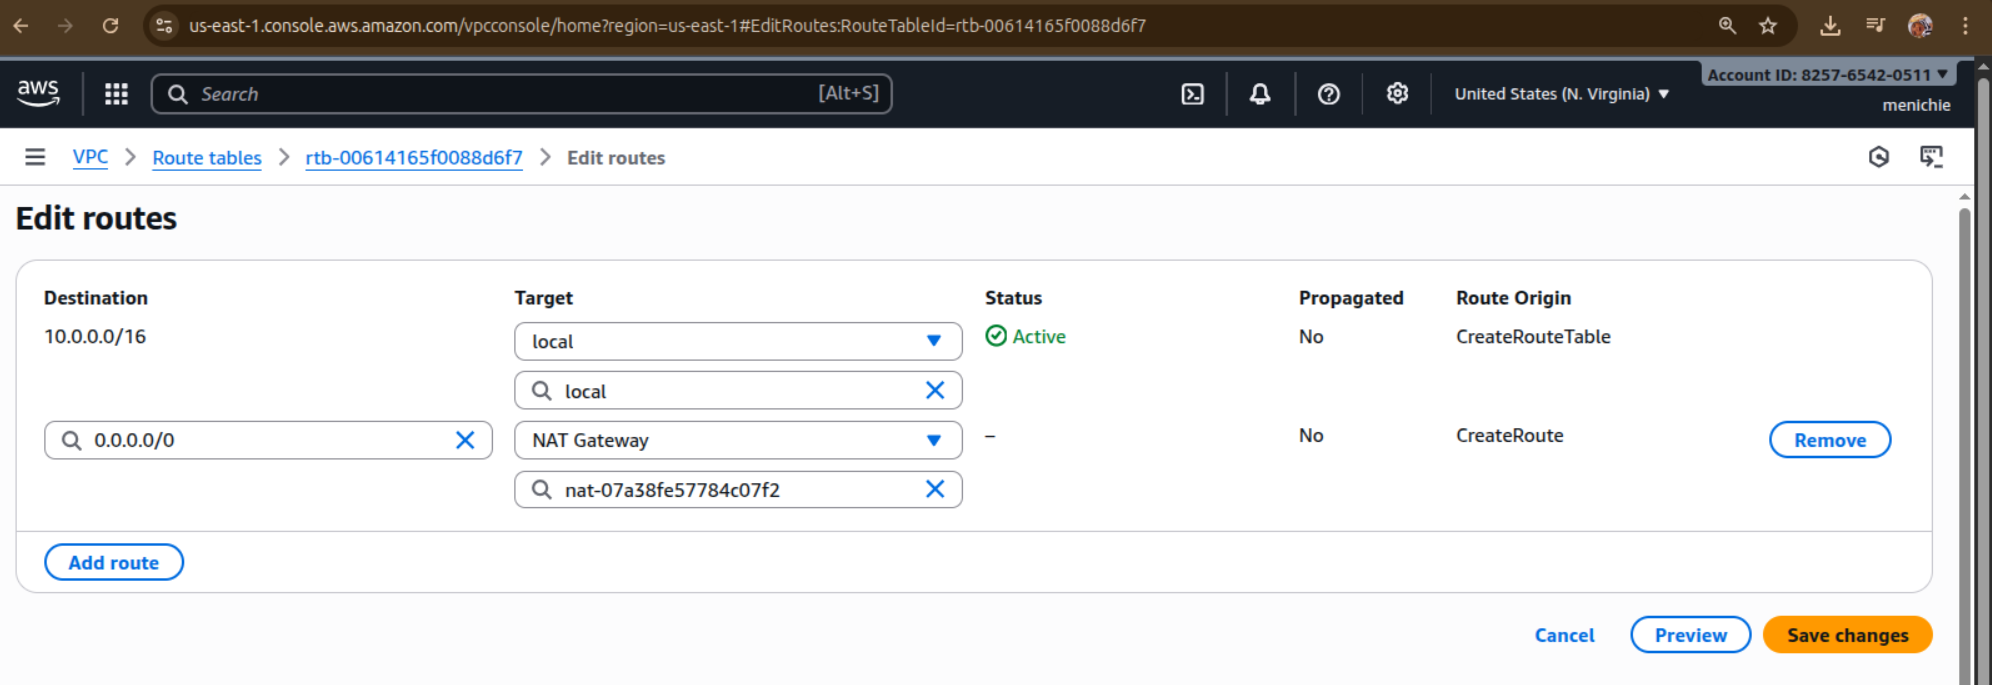 us-east-1.console.aws.amazon.com/vpcconsole/home?region=us-east-1#EditRoutes:RouteTableId=rtb-00614165f0088d6f7
aws Search [Alt+S] United States (N. Virginia) Account ID: 8257-6542-0511
menichie
VPC Route tables rtb-00614165f0088d6f7 Edit routes
Edit routes
Destination Target Status Propagated Route Origin
10.0.0.0/16 local Active No CreateRouteTable
local
0.0.0.0/0 NAT Gateway – No CreateRoute Remove
nat-07a38fe57784c07f2
Add route
Cancel Preview Save changes